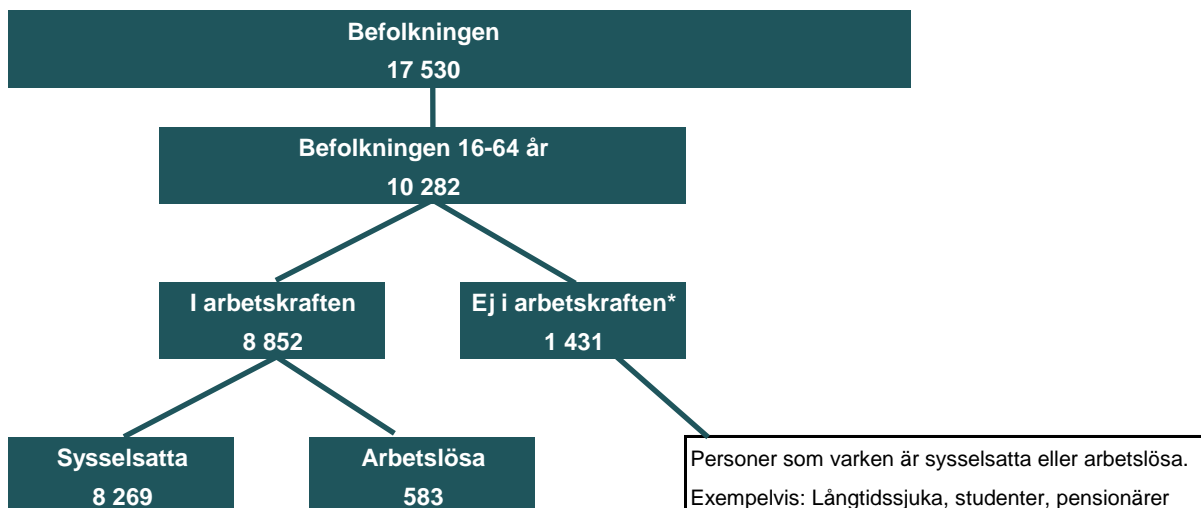 Befolkningen
17 530
Befolkningen 16-64 år
10 282
I arbetskraften
8 852
Ej i arbetskraften*
1 431
Sysselsatta
8 269
Arbetslösa
583
Personer som varken är sysselsatta eller arbetslösa.
Exempelvis: Långtidssjuka, studenter, pensionärer